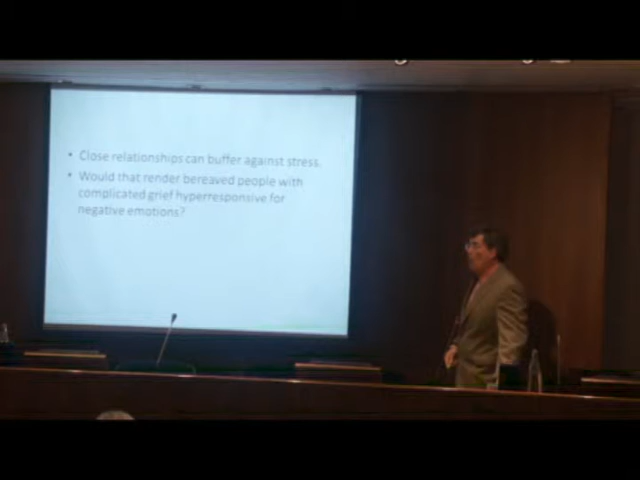 • Close relationships can buffer against stress.
• Would that render bereaved people with
complicated grief hyperresponsive for
negative emotions?